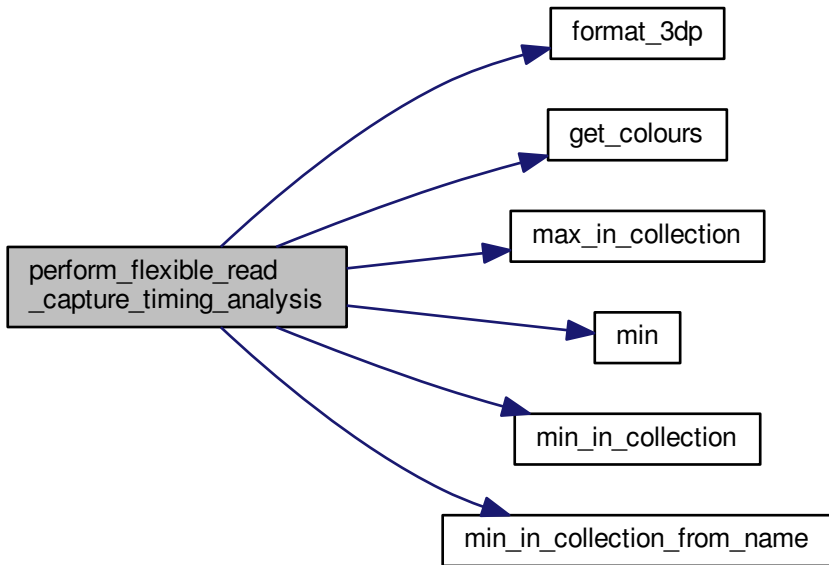 format_3dp
get_colours
max_in_collection
perform_flexible_read
_capture_timing_analysis
min
min_in_collection
min_in_collection_from_name